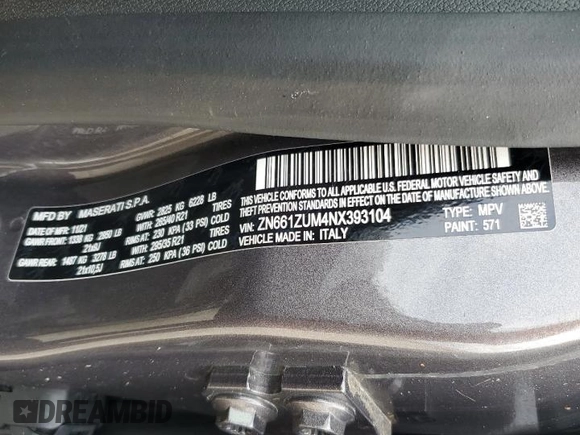 MFD BY: MASERATI S.P.A.
MFD DATE: 11/21 GVWR: 2825 KG 6228 LB
GAWR FRONT: 1338 KG 2950 LB WITH: 265/40 R21 TIRES
21x9J RIMS AT: 230 KPA (33 PSI) COLD
GAWR REAR: 1487 KG 3278 LB WITH: 285/35 R21 TIRES
21x10,5J RIMS AT: 250 KPA (36 PSI) COLD
THIS VEHICLE CONFORMS TO ALL APPLICABLE U.S. FEDERAL MOTOR VEHICLE SAFETY AND
THEFT PREVENTION STANDARDS IN EFFECT ON THE DATE OF MANUFACTURE SHOWN ABOVE.
VIN: ZN661ZUM4NX393104 TYPE: MPV
VEHICLE MADE IN: ITALY PAINT: 571
DREAMBID